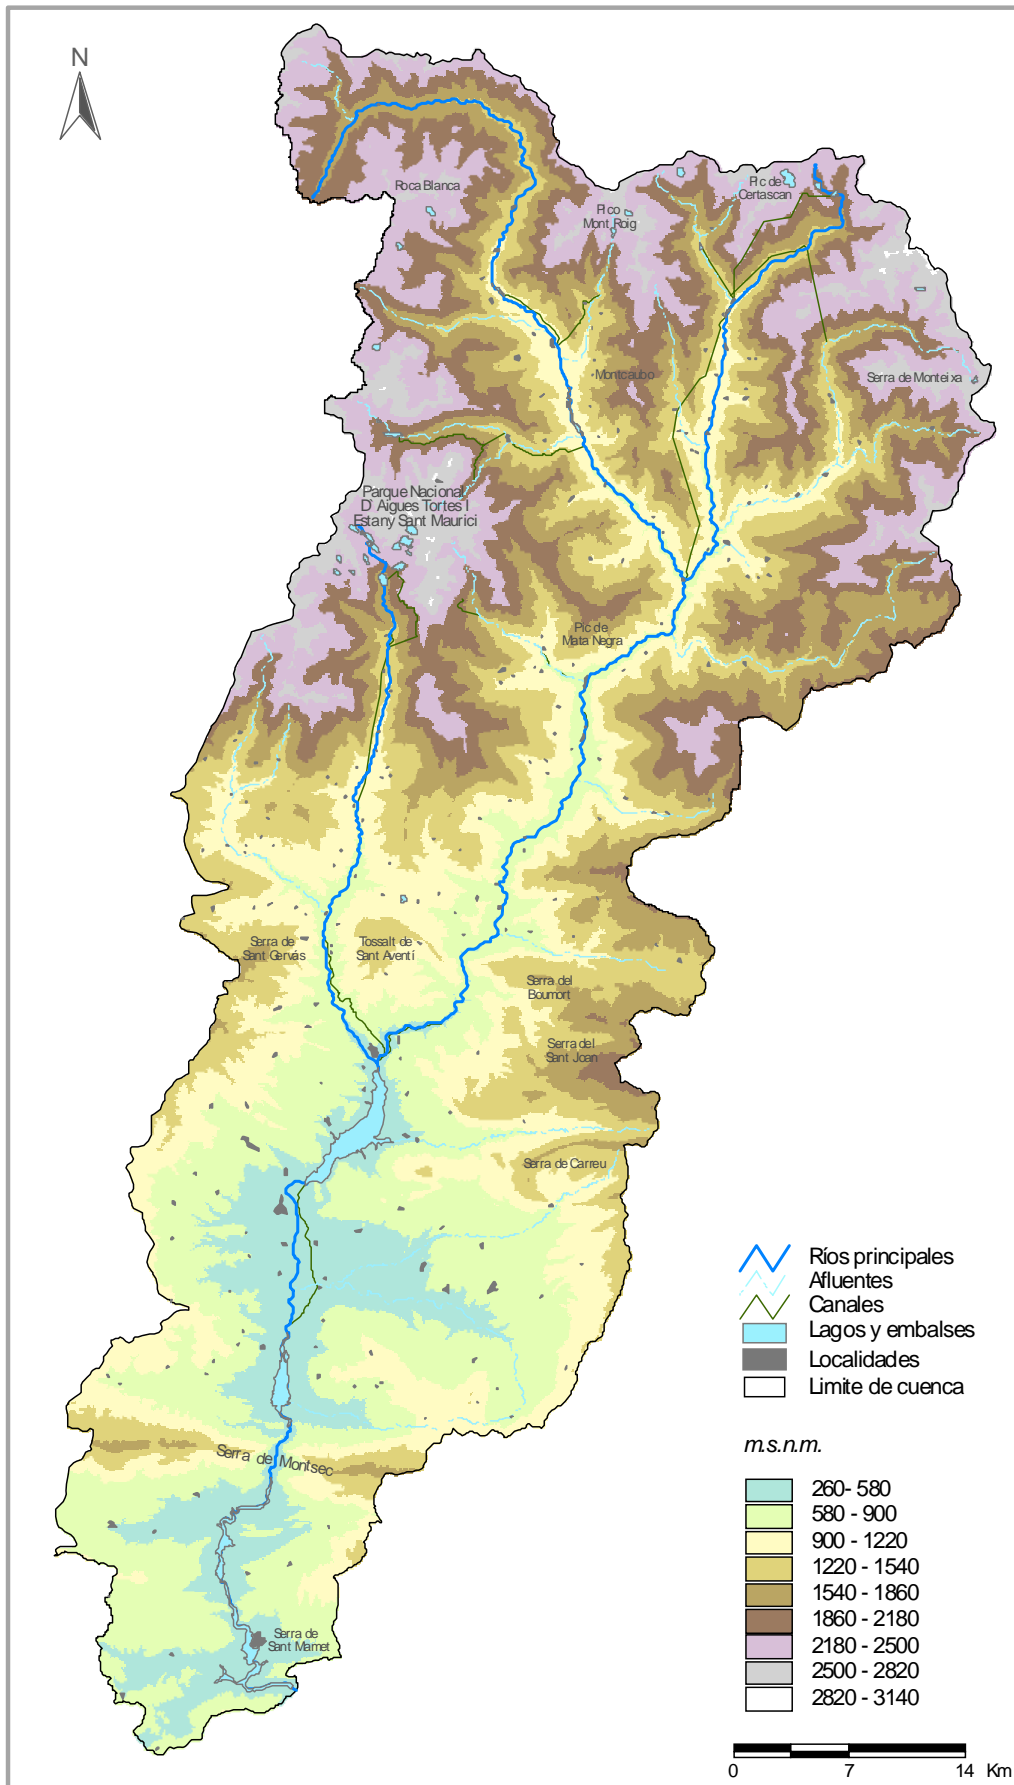 N
Roca Blanca
Pic de
Certascan
Pico
Mont Roig
Montcaubo
Serra de Monteixa
Parque Nacional
D´Aigues Tortes I
Estany Sant Maurici
Pic de
Mata Negra
Serra de
Sant Gervás
Tossalt de
Sant Aventí
Serra del
Boumort
Serra del
Sant Joan
Serra de Carreu
Serra de Montsec
Serra de
Sant Mamet
Ríos principales
Afluentes
Canales
Lagos y embalses
Localidades
Limite de cuenca
m.s.n.m.
260- 580
580 - 900
900 - 1220
1220 - 1540
1540 - 1860
1860 - 2180
2180 - 2500
2500 - 2820
2820 - 3140
0 7 14 Km